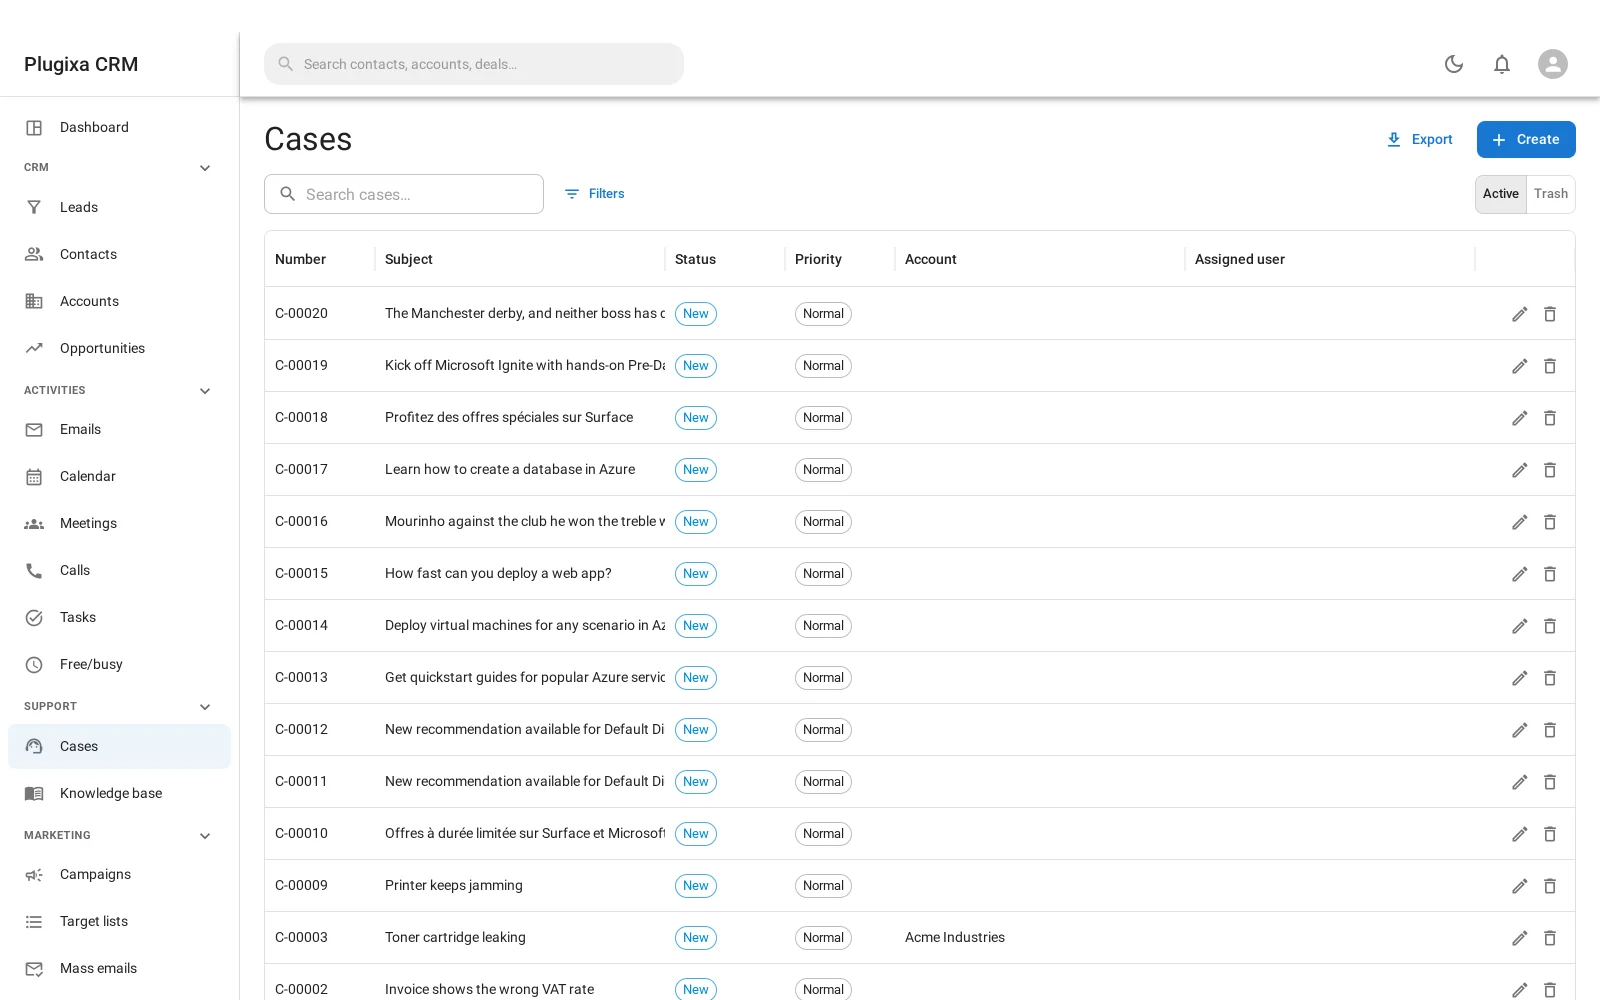 Plugixa CRM
Search contacts, accounts, deals...
Dashboard
CRM
Leads
Contacts
Accounts
Opportunities
ACTIVITIES
Emails
Calendar
Meetings
Calls
Tasks
Free/busy
SUPPORT
Cases
Knowledge base
MARKETING
Campaigns
Target lists
Mass emails
Cases
Export
Create
Search cases...
Filters
Active Trash
Number Subject Status Priority Account Assigned user
C-00020 The Manchester derby, and neither boss has New Normal
C-00019 Kick off Microsoft Ignite with hands-on Pre-Da New Normal
C-00018 Profitez des offres spéciales sur Surface New Normal
C-00017 Learn how to create a database in Azure New Normal
C-00016 Mourinho against the club he won the treble w New Normal
C-00015 How fast can you deploy a web app? New Normal
C-00014 Deploy virtual machines for any scenario in Az New Normal
C-00013 Get quickstart guides for popular Azure servic New Normal
C-00012 New recommendation available for Default Di New Normal
C-00011 New recommendation available for Default Di New Normal
C-00010 Offres à durée limitée sur Surface et Microsoft New Normal
C-00009 Printer keeps jamming New Normal
C-00003 Toner cartridge leaking New Normal Acme Industries
C-00002 Invoice shows the wrong VAT rate New Normal